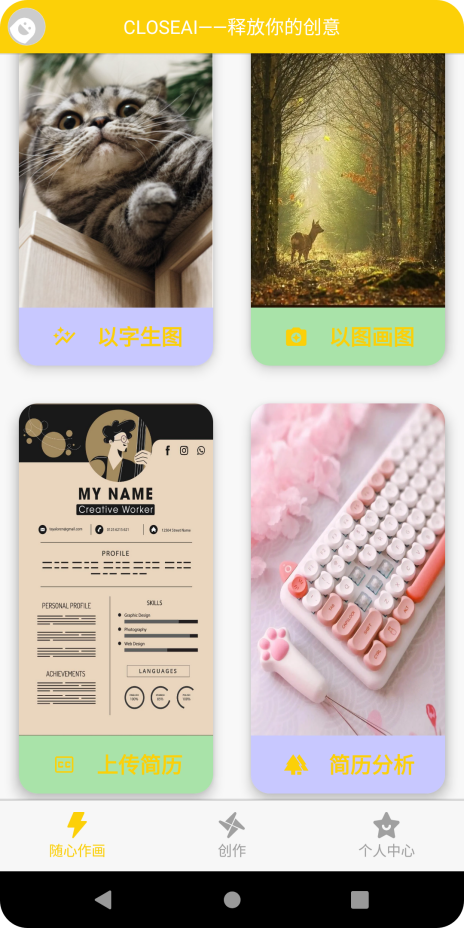 CLOSEAI——释放你的创意
以字生图
以图画图
MY NAME
Creative Worker
PROFILE
PERSONAL PROFILE
SKILLS
Graphic Design
Photography
Web Design
LANGUAGES
ACHIEVEMENTS
上传简历
简历分析
随心作画
创作
个人中心